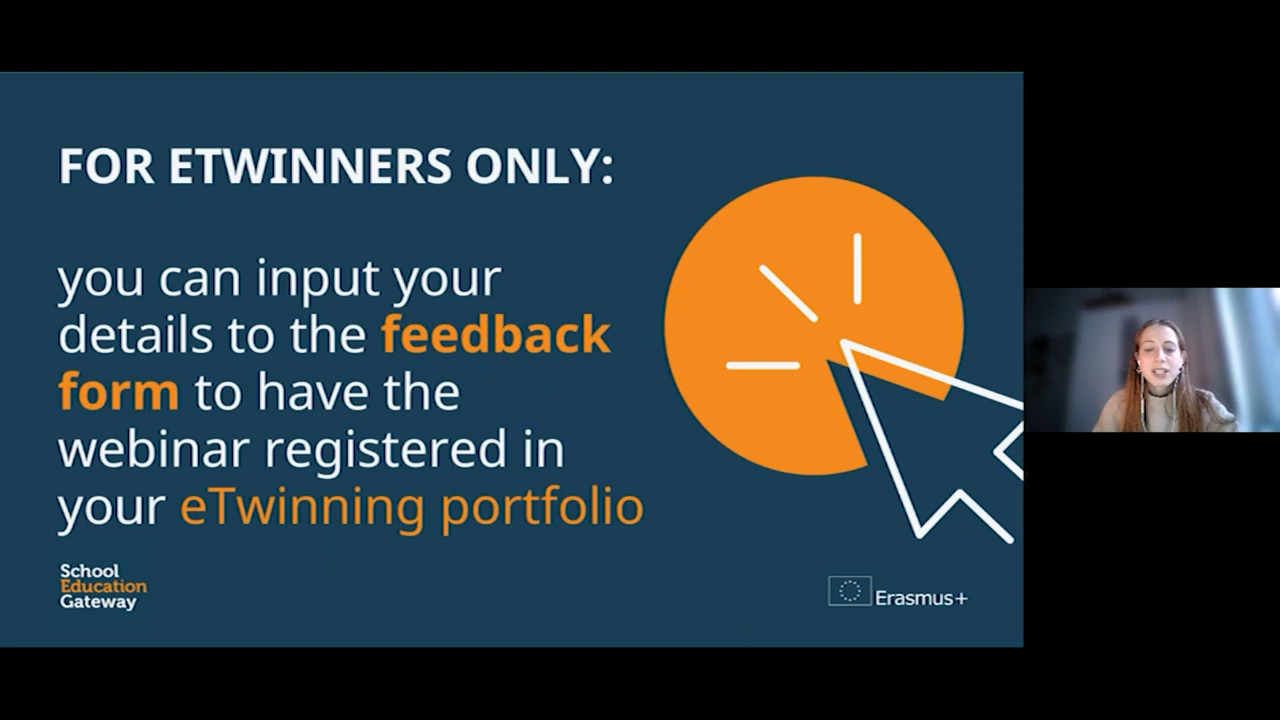 FOR ETWINNERS ONLY:
you can input your
details to the feedback
form to have the
webinar registered in
your eTwinning portfolio
School
Education
Gateway
Erasmus+